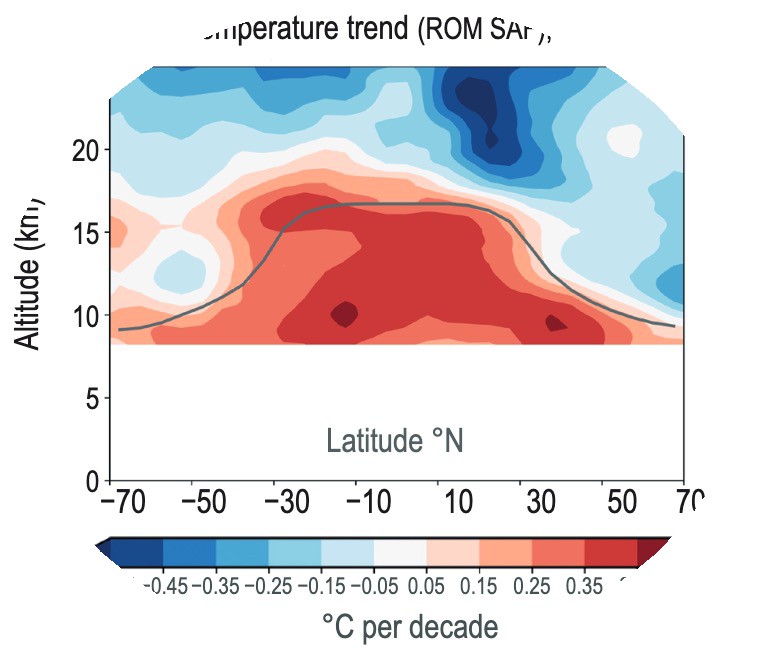 temperature trend (ROM SAF),
Altitude (km)
20
15
10
5
0
Latitude °N
−70 −50 −30 −10 10 30 50 70
-0.45 −0.35 −0.25 −0.15 −0.05 0.05 0.15 0.25 0.35
°C per decade